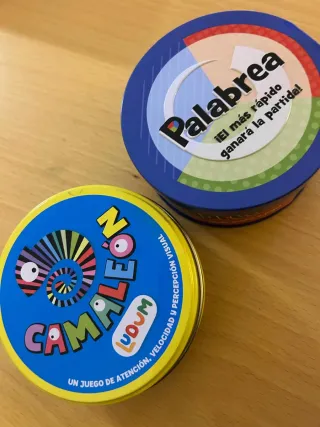 Palabrea
¡El más rápido
ganará la partida!
CAMALEÓN
LUDUM
UN JUEGO DE ATENCIÓN, VELOCIDAD Y PERCEPCIÓN VISUAL